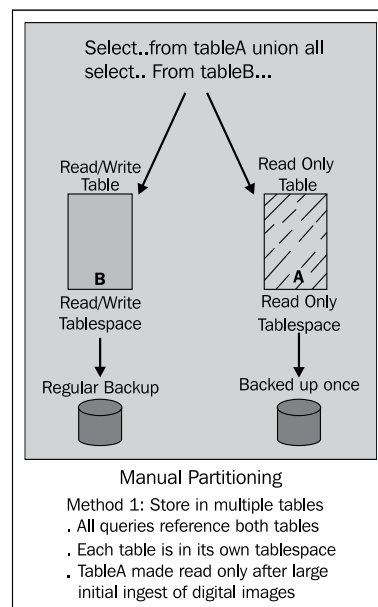 Select..from tableA union all
select.. From tableB...
Read/Write
Table
Read Only
Table
B
A
Read/Write
Tablespace
Read Only
Tablespace
Regular Backup
Backed up once
Manual Partitioning
Method 1: Store in multiple tables
. All queries reference both tables
. Each table is in its own tablespace
. TableA made read only after large
initial ingest of digital images